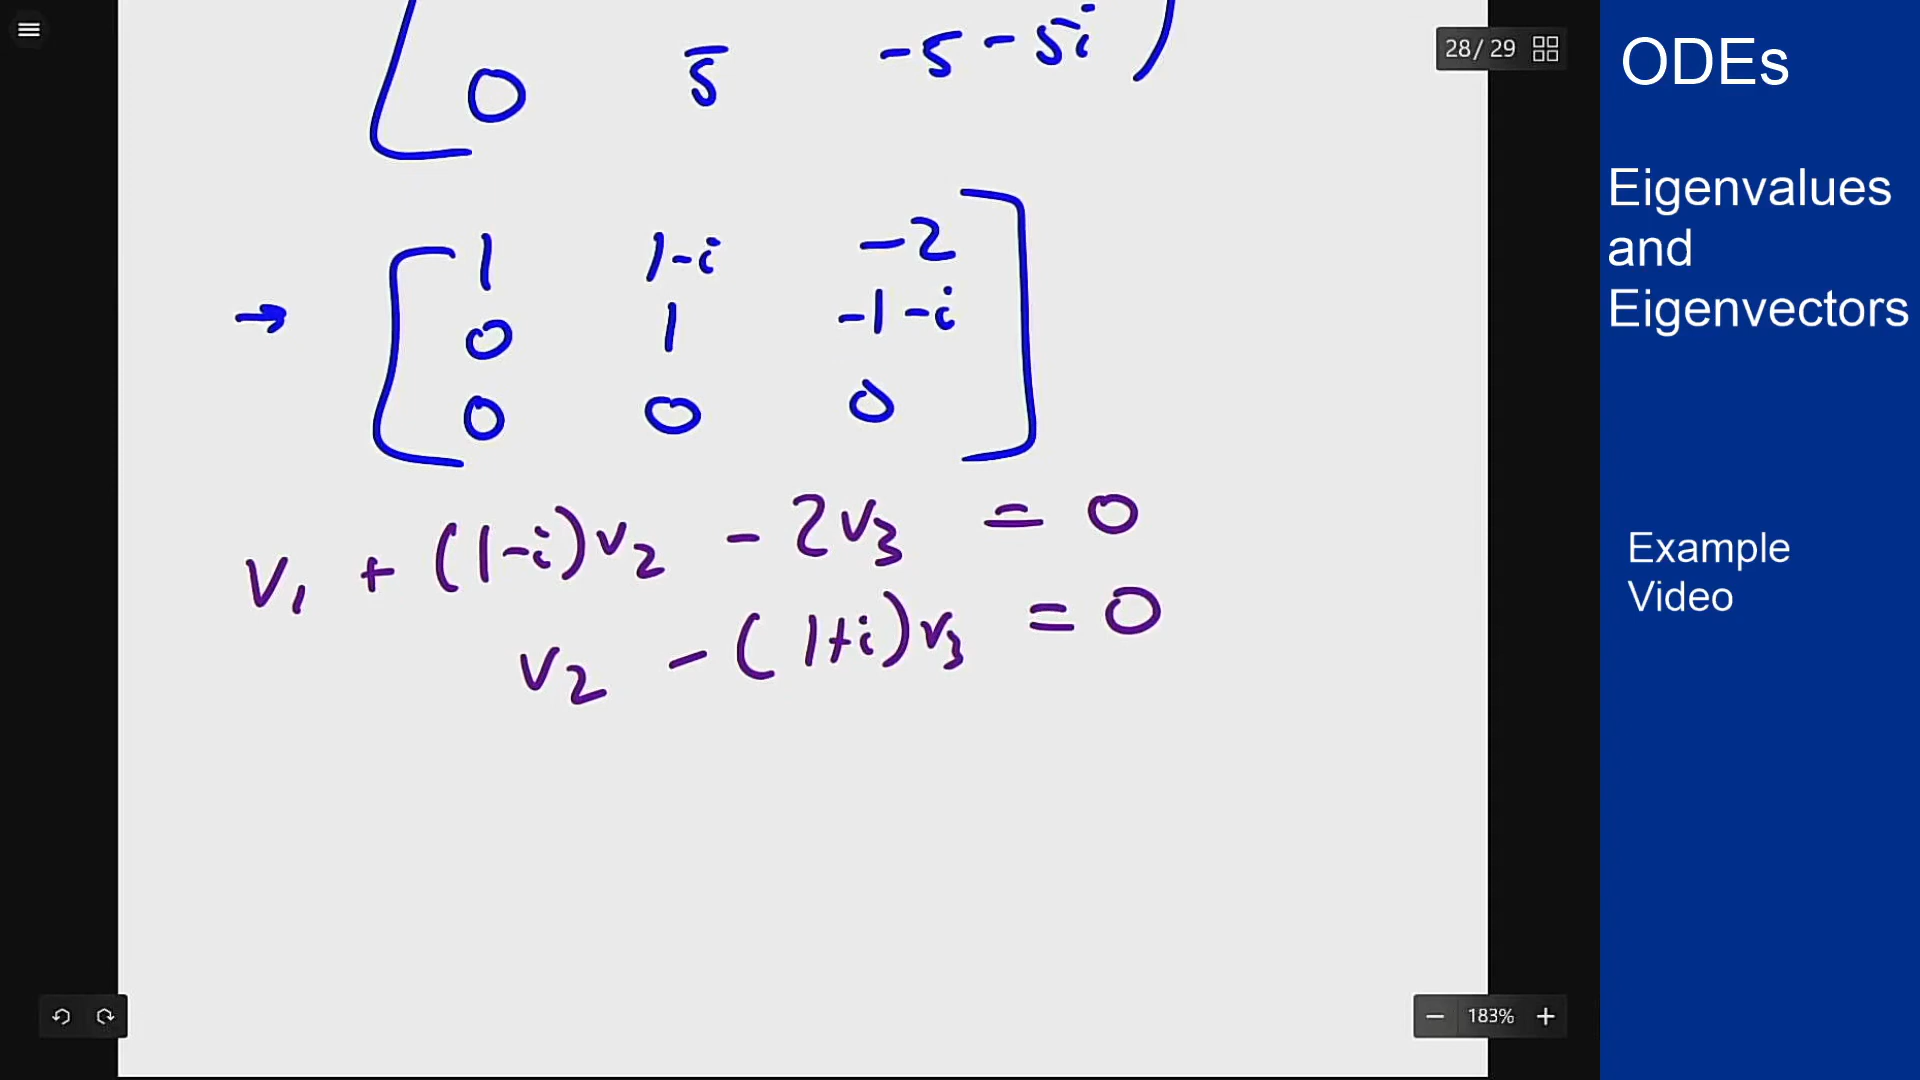 0 5 -5-5i
28/29
ODEs
Eigenvalues
and
Eigenvectors
Example
Video
→ 1 1-i -2
0 1 -1-i
0 0 0
v₁ + (1-i)v₂ - 2v₃ = 0
v₂ - (1+i)v₃ = 0
183%